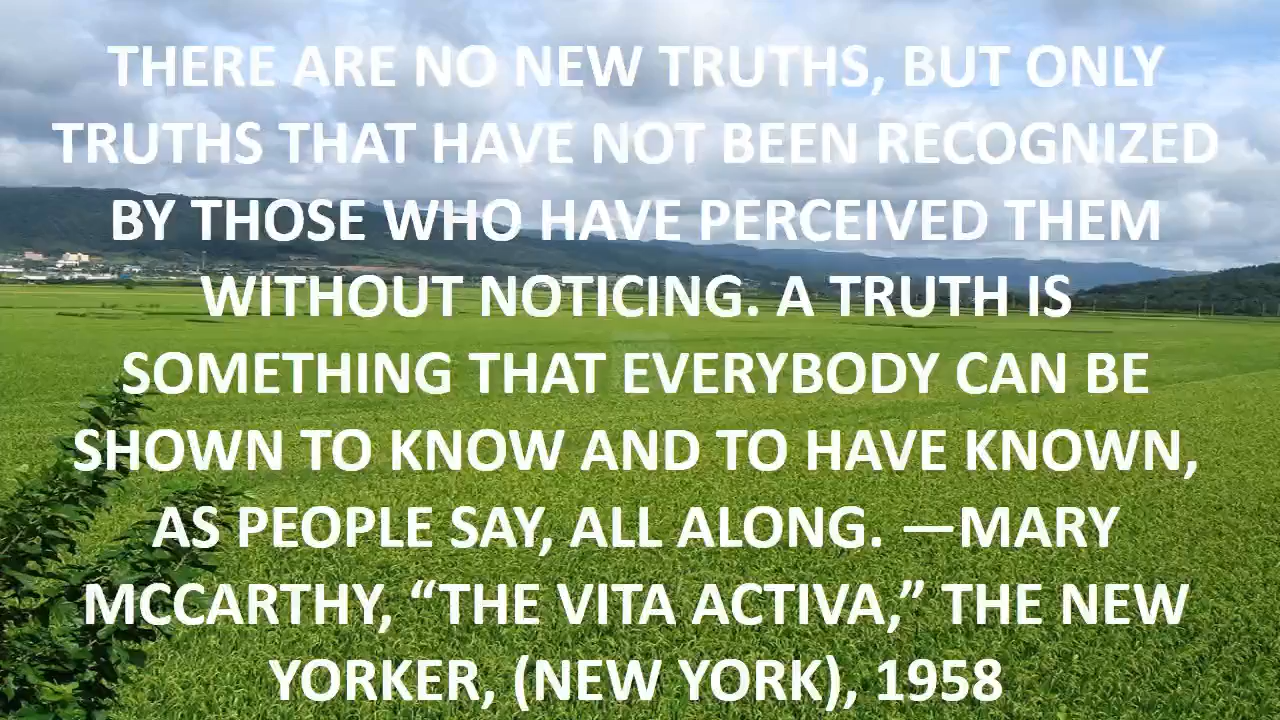 THERE ARE NO NEW TRUTHS, BUT ONLY
TRUTHS THAT HAVE NOT BEEN RECOGNIZED
BY THOSE WHO HAVE PERCEIVED THEM
WITHOUT NOTICING. A TRUTH IS
SOMETHING THAT EVERYBODY CAN BE
SHOWN TO KNOW AND TO HAVE KNOWN,
AS PEOPLE SAY, ALL ALONG. —MARY
MCCARTHY, “THE VITA ACTIVA,” THE NEW
YORKER, (NEW YORK), 1958